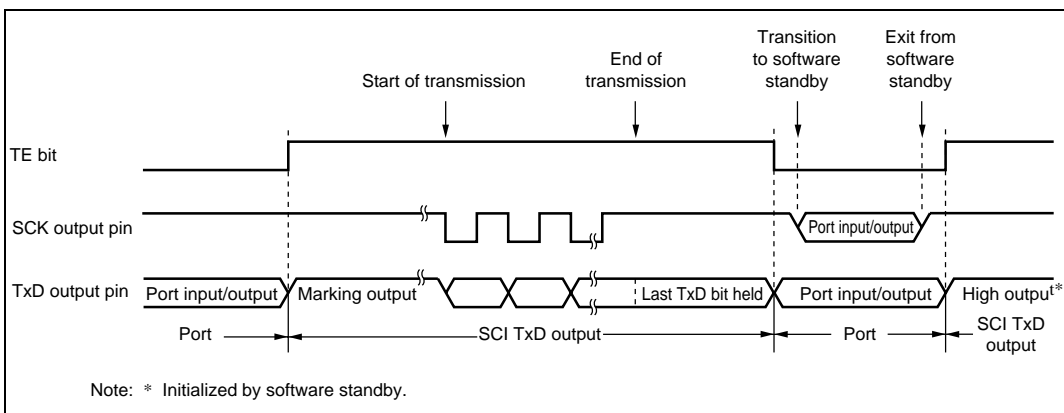 Start of transmission
End of
transmission
Transition
to software
standby
Exit from
software
standby
TE bit
SCK output pin
Port input/output
TxD output pin
Port input/output
Marking output
Last TxD bit held
Port input/output
High output*
Port
SCI TxD output
Port
SCI TxD
output
Note: * Initialized by software standby.